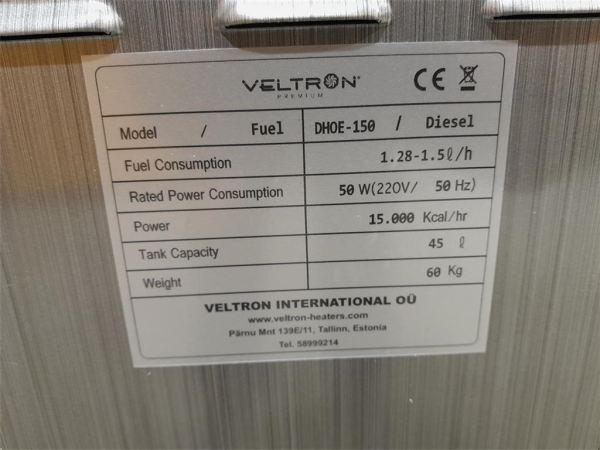 VELTRON
PREMIUM
CE
Model / Fuel DHOE-150 / Diesel
Fuel Consumption 1.28-1.5ℓ/h
Rated Power Consumption 50 W(220V/ 50 Hz)
Power 15.000 Kcal/hr
Tank Capacity 45 ℓ
Weight 60 Kg
VELTRON INTERNATIONAL OÜ
www.veltron-heaters.com
Pärnu Mnt 139E/11, Tallinn, Estonia
Tel. 58999214